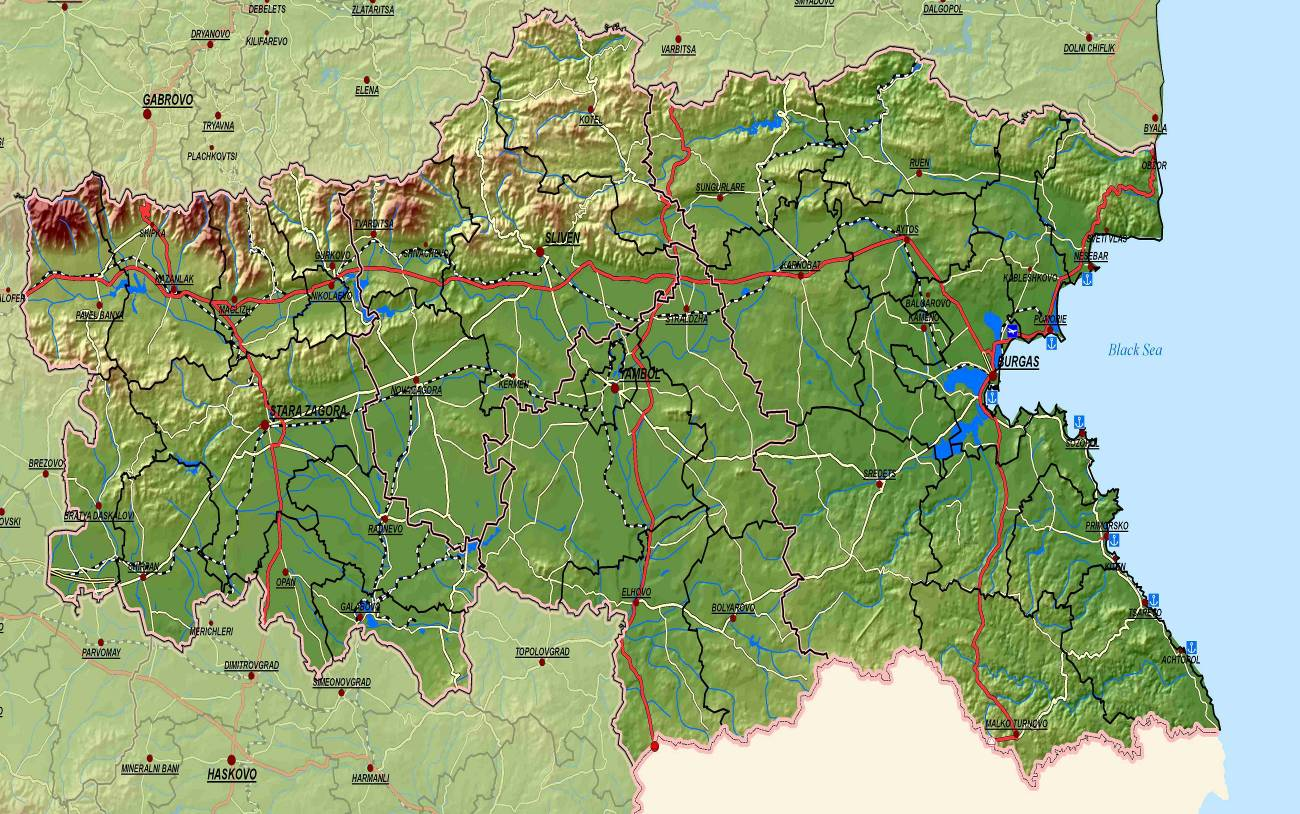 SMYADOVO
DEBELETS
ZLATARITSA
DALGOPOL
DRYANOVO
KILIFAREVO
VARBITSA
DOLNI CHIFLIK
ELENA
GABROVO
TRYAVNA
KOTEL
BYALA
PLACHKOVTSI
RUEN
OBZOR
SUNGURLARE
SHIPKA
TVARDITSA
SLIVEN
AYTOS
SVETI VLAS
GURKOVO
NESEBAR
KARNOBAT
KABLESHKOVO
KAZANLAK
NIKOLAEVO
MAGLIZH
BALGAROVO
PAVEL BANYA
STRALDZHA
KAMENO
POMORIE
Black Sea
BURGAS
YAMBOL
KERMEN
NOVA ZAGORA
STARA ZAGORA
BREZOVO
SREDETS
BRATYA DASKALOVI
RADNEVO
PRIMORSKO
CHIRPAN
KITEN
OPAN
ELHOVO
GALABOVO
BOLYAROVO
TSAREVO
MERICHLERI
PARVOMAY
TOPOLOVGRAD
ACHTOPOL
DIMITROVGRAD
SIMEONOVGRAD
MALKO TURNOVO
MINERALNI BANI
HASKOVO
HARMANLI